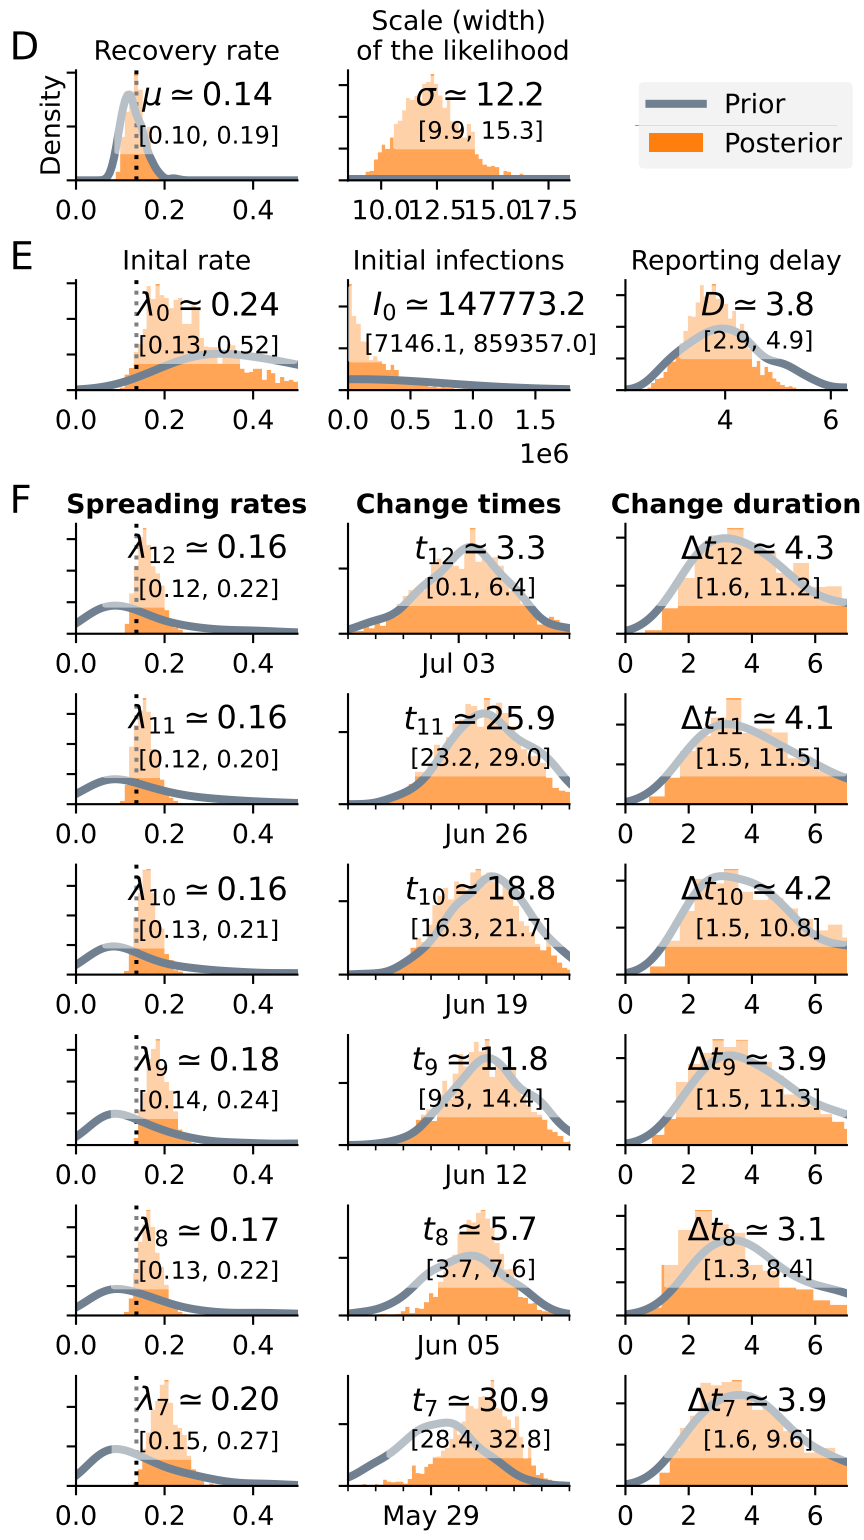 D
Recovery rate
Scale (width)
of the likelihood
Density
μ ≃ 0.14
[0.10, 0.19]
0.0 0.2 0.4
σ ≃ 12.2
[9.9, 15.3]
10.0 12.5 15.0 17.5
Prior
Posterior
E
Inital rate
λ0 ≃ 0.24
[0.13, 0.52]
0.0 0.2 0.4
Initial infections
I0 ≃ 147773.2
[7146.1, 859357.0]
0.0 0.5 1.0 1.5
1e6
Reporting delay
D ≃ 3.8
[2.9, 4.9]
4 6
F
Spreading rates
Change times
Change duration
λ12 ≃ 0.16
[0.12, 0.22]
0.0 0.2 0.4
t12 ≃ 3.3
[0.1, 6.4]
Jul 03
Δt12 ≃ 4.3
[1.6, 11.2]
0 2 4 6
λ11 ≃ 0.16
[0.12, 0.20]
0.0 0.2 0.4
t11 ≃ 25.9
[23.2, 29.0]
Jun 26
Δt11 ≃ 4.1
[1.5, 11.5]
0 2 4 6
λ10 ≃ 0.16
[0.13, 0.21]
0.0 0.2 0.4
t10 ≃ 18.8
[16.3, 21.7]
Jun 19
Δt10 ≃ 4.2
[1.5, 10.8]
0 2 4 6
λ9 ≃ 0.18
[0.14, 0.24]
0.0 0.2 0.4
t9 ≃ 11.8
[9.3, 14.4]
Jun 12
Δt9 ≃ 3.9
[1.5, 11.3]
0 2 4 6
λ8 ≃ 0.17
[0.13, 0.22]
0.0 0.2 0.4
t8 ≃ 5.7
[3.7, 7.6]
Jun 05
Δt8 ≃ 3.1
[1.3, 8.4]
0 2 4 6
λ7 ≃ 0.20
[0.15, 0.27]
0.0 0.2 0.4
t7 ≃ 30.9
[28.4, 32.8]
May 29
Δt7 ≃ 3.9
[1.6, 9.6]
0 2 4 6